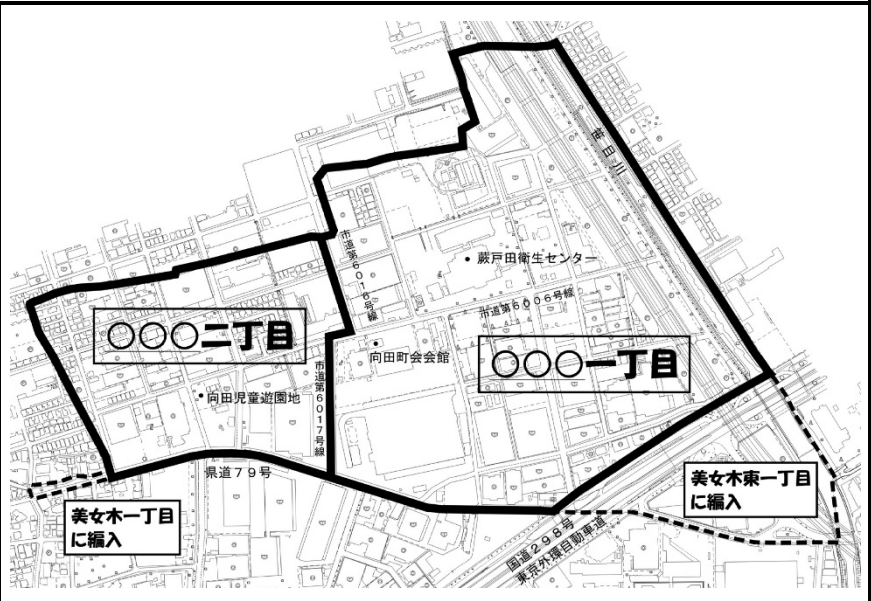 笹目川
市道第６０１８号線
蕨戸田衛生センター
市道第６００６号線
○○○二丁目
向田町会会館
○○○一丁目
市道第６０１７号線
向田児童遊園地
県道７９号
美女木一丁目
に編入
美女木東一丁目
に編入
国道２９８号
東京外環自動車道